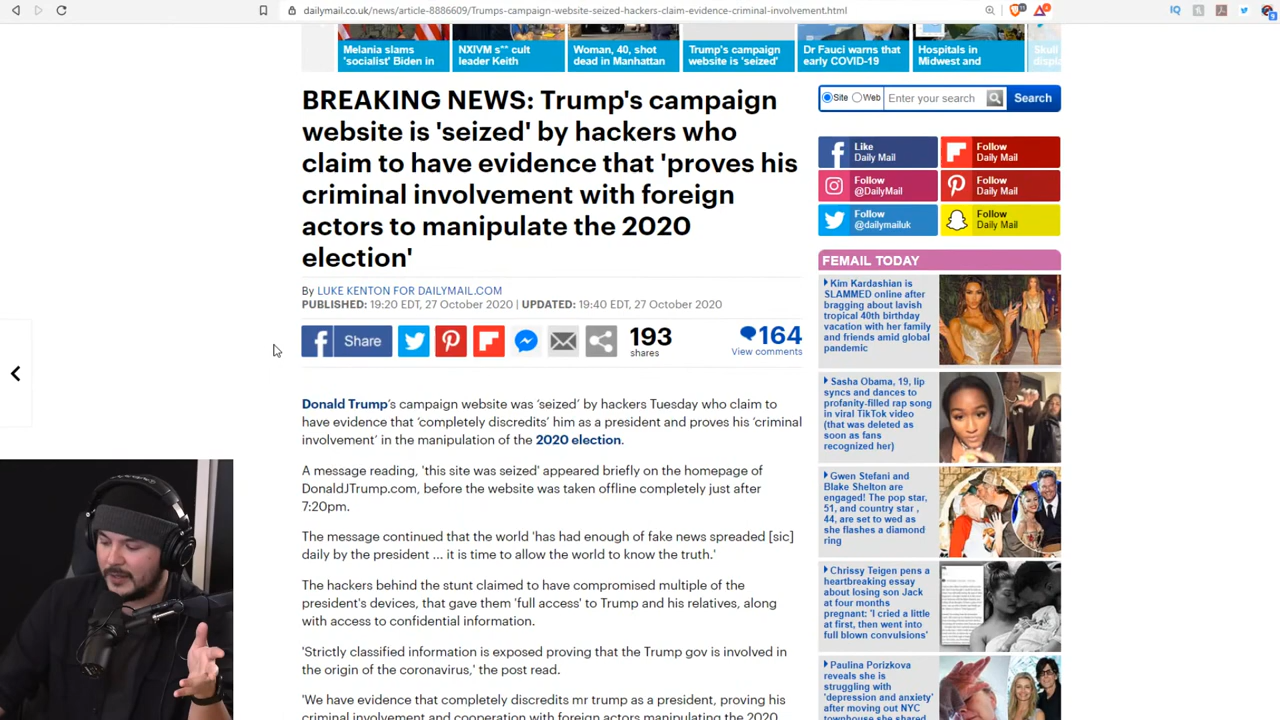 dailymail.co.uk/news/article-8886609/Trumps-campaign-website-seized-hackers-claim-evidence-criminal-involvement.html
Melania slams
'socialist' Biden in
NXIVM s** cult
leader Keith
Woman, 40, shot
dead in Manhattan
Trump's campaign
website is 'seized'
Dr Fauci warns that
early COVID-19
Hospitals in
Midwest and
Skull
displa
BREAKING NEWS: Trump's campaign
website is 'seized' by hackers who
claim to have evidence that 'proves his
criminal involvement with foreign
actors to manipulate the 2020
election'
By LUKE KENTON FOR DAILYMAIL.COM
PUBLISHED: 19:20 EDT, 27 October 2020 | UPDATED: 19:40 EDT, 27 October 2020
Share
193
shares
164
View comments
Donald Trump's campaign website was 'seized' by hackers Tuesday who claim to
have evidence that 'completely discredits' him as a president and proves his 'criminal
involvement' in the manipulation of the 2020 election.
A message reading, 'this site was seized' appeared briefly on the homepage of
DonaldJTrump.com, before the website was taken offline completely just after
7:20pm.
The message continued that the world 'has had enough of fake news spreaded [sic]
daily by the president ... it is time to allow the world to know the truth.'
The hackers behind the stunt claimed to have compromised multiple of the
president's devices, that gave them 'full access' to Trump and his relatives, along
with access to confidential information.
'Strictly classified information is exposed proving that the Trump gov is involved in
the origin of the coronavirus,' the post read.
'We have evidence that completely discredits mr trump as a president, proving his
criminal involvement and cooperation with foreign actors manipulating the 2020
Site Web Enter your search Search
Like
Daily Mail
Follow
Daily Mail
Follow
@DailyMail
Follow
Daily Mail
Follow
@dailymailuk
Follow
Daily Mail
FEMAIL TODAY
Kim Kardashian is
SLAMMED online after
bragging about lavish
tropical 40th birthday
vacation with her family
and friends amid global
pandemic
Sasha Obama, 19, lip
syncs and dances to
profanity-filled rap song
in viral TikTok video
(that was deleted as
soon as fans
recognized her)
Gwen Stefani and
Blake Shelton are
engaged! The pop star,
51, and country star ,
44, are set to wed as
she flashes a diamond
ring
Chrissy Teigen pens a
heartbreaking essay
about losing son Jack
at four months
pregnant: 'I cried a little
at first, then went into
full blown convulsions'
Paulina Porizkova
reveals she is
struggling with
'depression and anxiety'
after moving out NYC
townhouse she shared